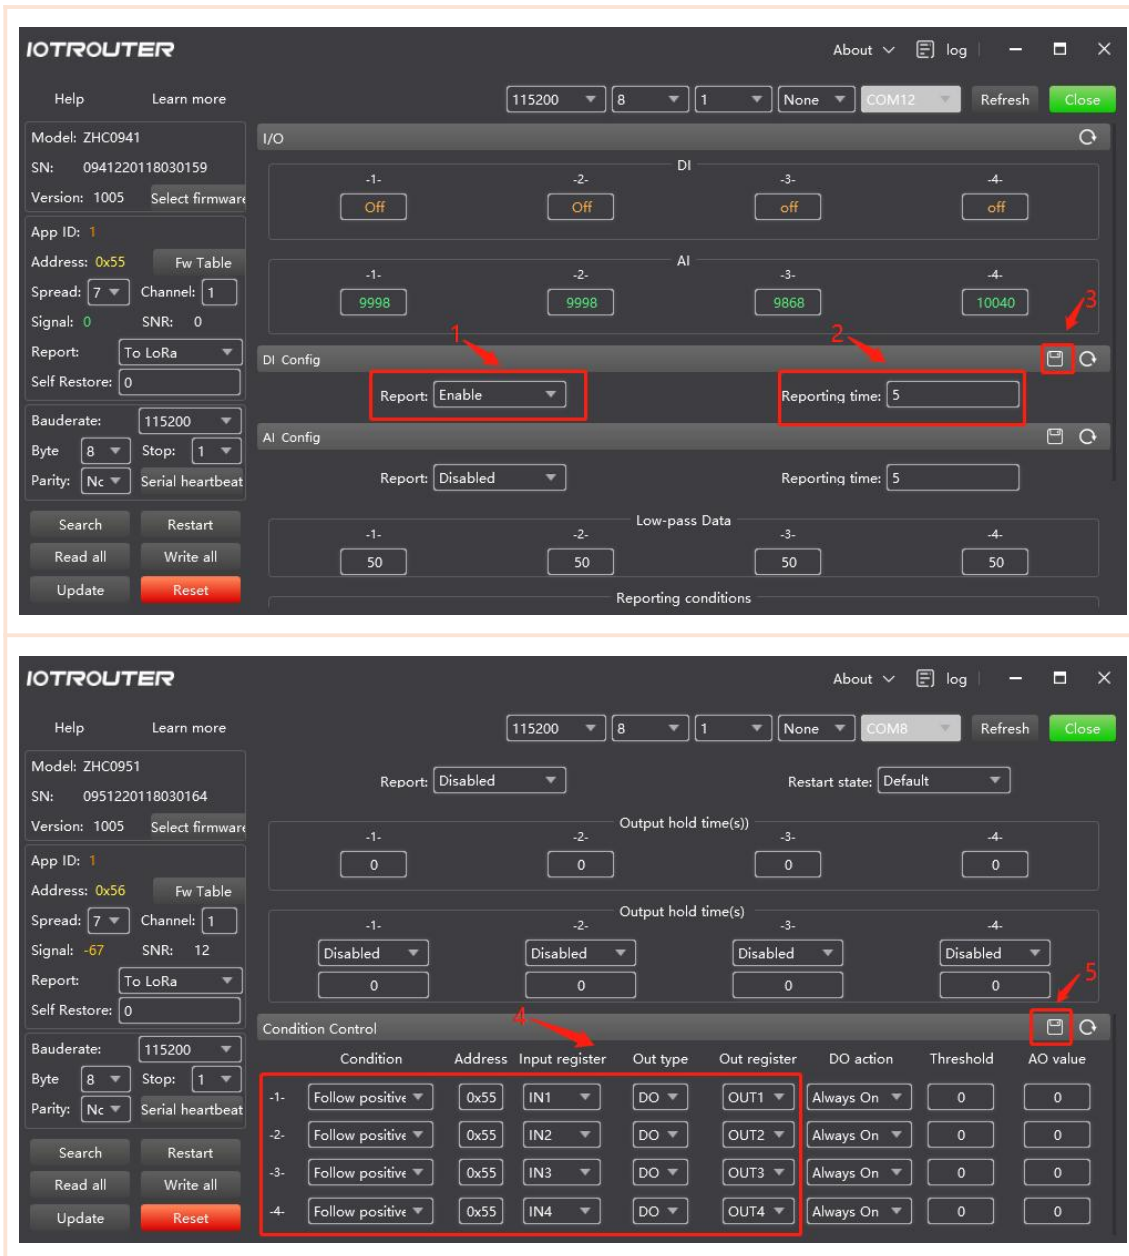 IOTROUTER About log
Help Learn more 115200 8 1 None COM12 Refresh Close
Model: ZHC0941 I/O
SN: 0941220118030159 DI
-1- -2- -3- -4-
Version: 1005 Select firmware Off Off off off
App ID: 1
Address: 0x55 Fw Table AI
-1- -2- -3- -4-
Spread: 7 Channel: 1 9998 9998 9868 10040 3
Signal: 0 SNR: 0
1 2
Report: To LoRa DI Config
Self Restore: 0 Report: Enable Reporting time: 5
Bauderate: 115200
Byte 8 Stop: 1 AI Config
Parity: Nc Serial heartbeat Report: Disabled Reporting time: 5
Search Restart Low-pass Data
-1- -2- -3- -4-
Read all Write all 50 50 50 50
Update Reset Reporting conditions
IOTROUTER About log
Help Learn more 115200 8 1 None COM8 Refresh Close
Model: ZHC0951 Report: Disabled Restart state: Default
SN: 0951220118030164
Version: 1005 Select firmware Output hold time(s))
-1- -2- -3- -4-
App ID: 1 0 0 0 0
Address: 0x56 Fw Table
Spread: 7 Channel: 1 Output hold time(s)
-1- -2- -3- -4-
Signal: -67 SNR: 12 Disabled Disabled Disabled Disabled
Report: To LoRa 0 0 0 0 5
Self Restore: 0 4
Condition Control
Bauderate: 115200
Condition Address Input register Out type Out register DO action Threshold AO value
Byte 8 Stop: 1
Parity: Nc Serial heartbeat -1- Follow positive 0x55 IN1 DO OUT1 Always On 0 0
-2- Follow positive 0x55 IN2 DO OUT2 Always On 0 0
Search Restart
-3- Follow positive 0x55 IN3 DO OUT3 Always On 0 0
Read all Write all
-4- Follow positive 0x55 IN4 DO OUT4 Always On 0 0
Update Reset